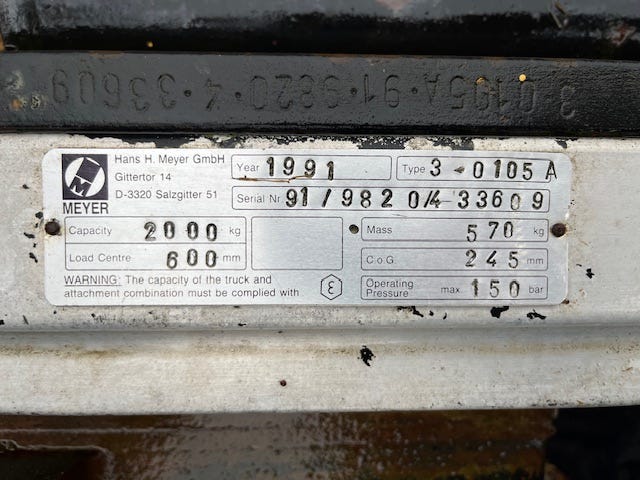 3 0105A·91·9820·4·33609
Hans H. Meyer GmbH
Gittertor 14
D-3320 Salzgitter 51
MEYER
Year 1991
Type 3-0105 A
Serial Nr 91/9820/4 33609
Capacity 2000 kg
Load Centre 600 mm
Mass 570 kg
C o G 245 mm
Operating Pressure max 150 bar
WARNING: The capacity of the truck and
attachment combination must be complied with
ε